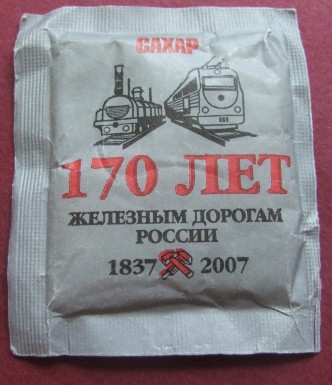 САХАР
170 ЛЕТ
ЖЕЛЕЗНЫМ ДОРОГАМ
РОССИИ
1837 2007